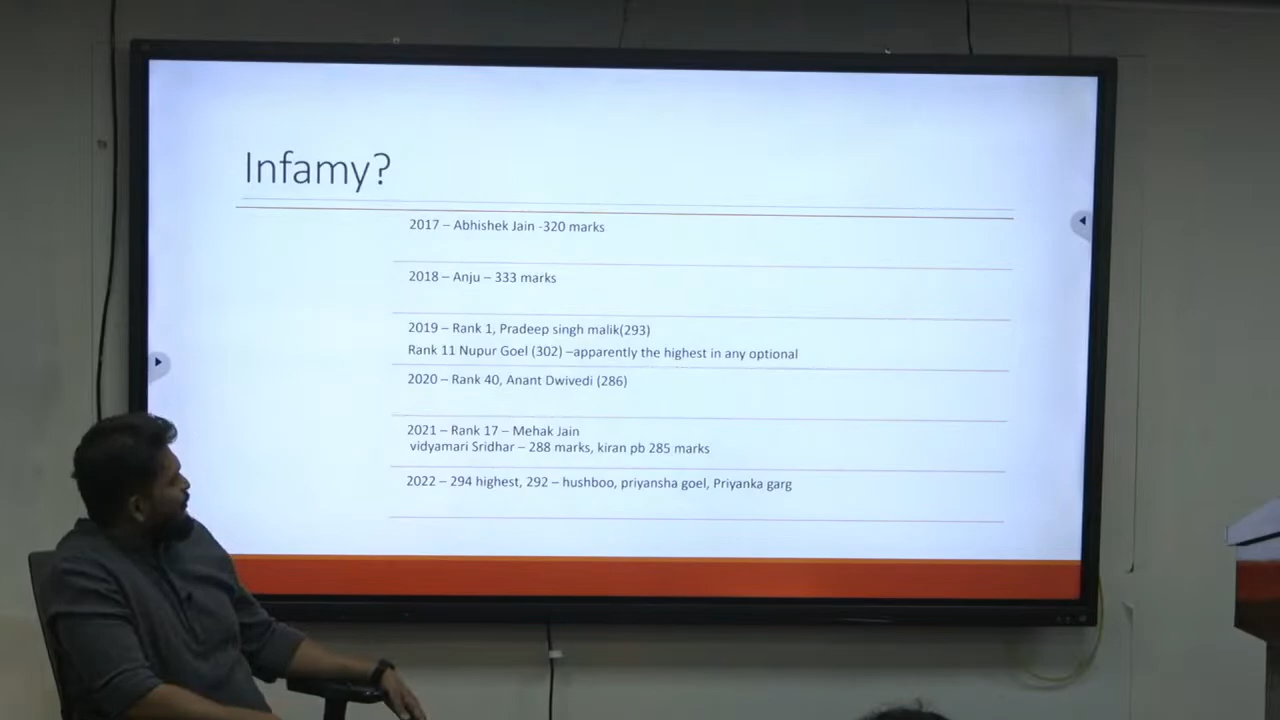 Infamy?
2017 – Abhishek Jain -320 marks
2018 – Anju – 333 marks
2019 – Rank 1, Pradeep singh malik(293)
Rank 11 Nupur Goel (302) –apparently the highest in any optional
2020 – Rank 40, Anant Dwivedi (286)
2021 – Rank 17 – Mehak Jain
vidyamari Sridhar – 288 marks, kiran pb 285 marks
2022 – 294 highest, 292 – hushboo, priyansha goel, Priyanka garg